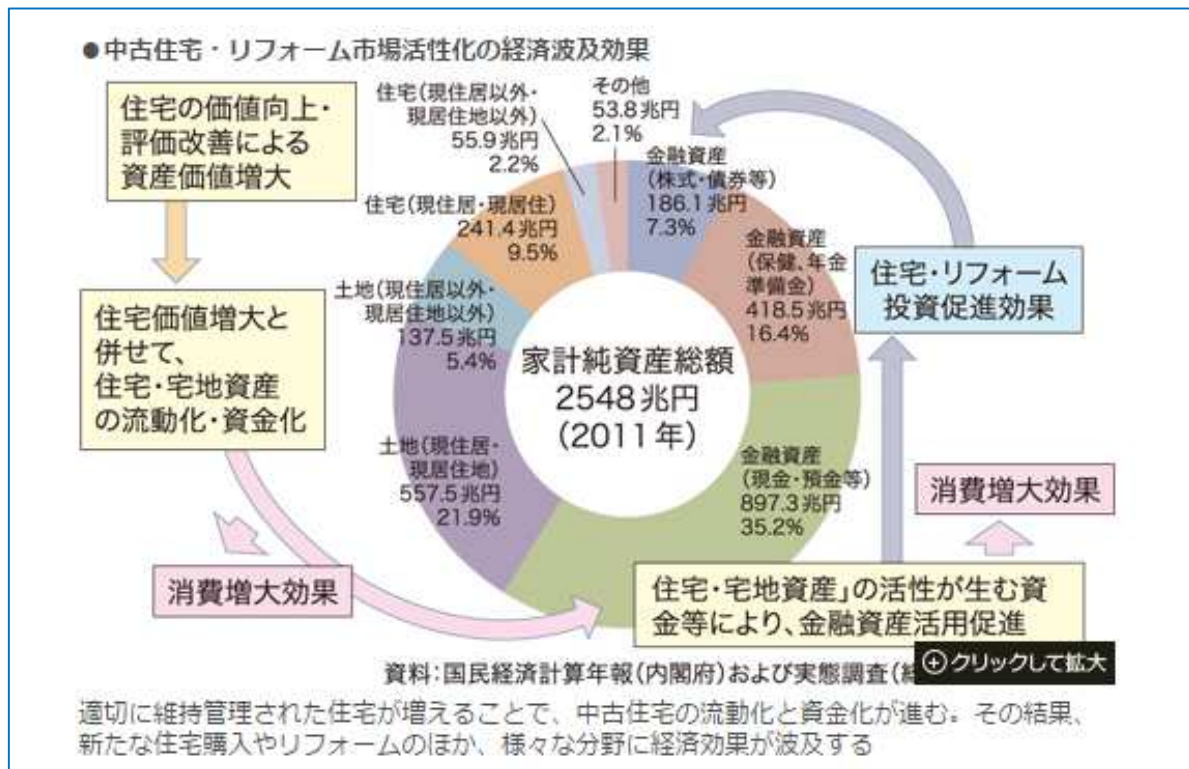 ●中古住宅・リフォーム市場活性化の経済波及効果
住宅の価値向上・
評価改善による
資産価値増大
住宅価値増大と
併せて、
住宅・宅地資産
の流動化・資金化
消費増大効果
住宅(現住居以外・
現居住地以外)
55.9兆円
2.2%
その他
53.8兆円
2.1%
金融資産
(株式・債券等)
186.1兆円
7.3%
住宅(現住居・現居住)
241.4兆円
9.5%
金融資産
(保健、年金
準備金)
418.5兆円
16.4%
土地(現住居以外・
現居住地以外)
137.5兆円
5.4%
家計純資産総額
2548兆円
(2011年)
土地(現住居・
現居住地)
557.5兆円
21.9%
金融資産
(現金・預金等)
897.3兆円
35.2%
住宅・リフォーム
投資促進効果
消費増大効果
住宅・宅地資産」の活性が生む資
金等により、金融資産活用促進
資料:国民経済計算年報(内閣府)および実態調査(
クリックして拡大
適切に維持管理された住宅が増えることで、中古住宅の流動化と資金化が進む。その結果、
新たな住宅購入やリフォームのほか、様々な分野に経済効果が波及する